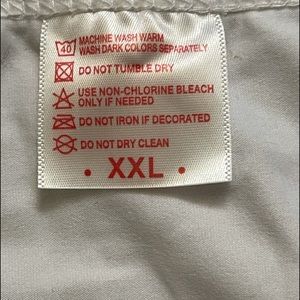 40
MACHINE WASH WARM
WASH DARK COLORS SEPARATELY
DO NOT TUMBLE DRY
USE NON-CHLORINE BLEACH
ONLY IF NEEDED
DO NOT IRON IF DECORATED
DO NOT DRY CLEAN
• XXL •